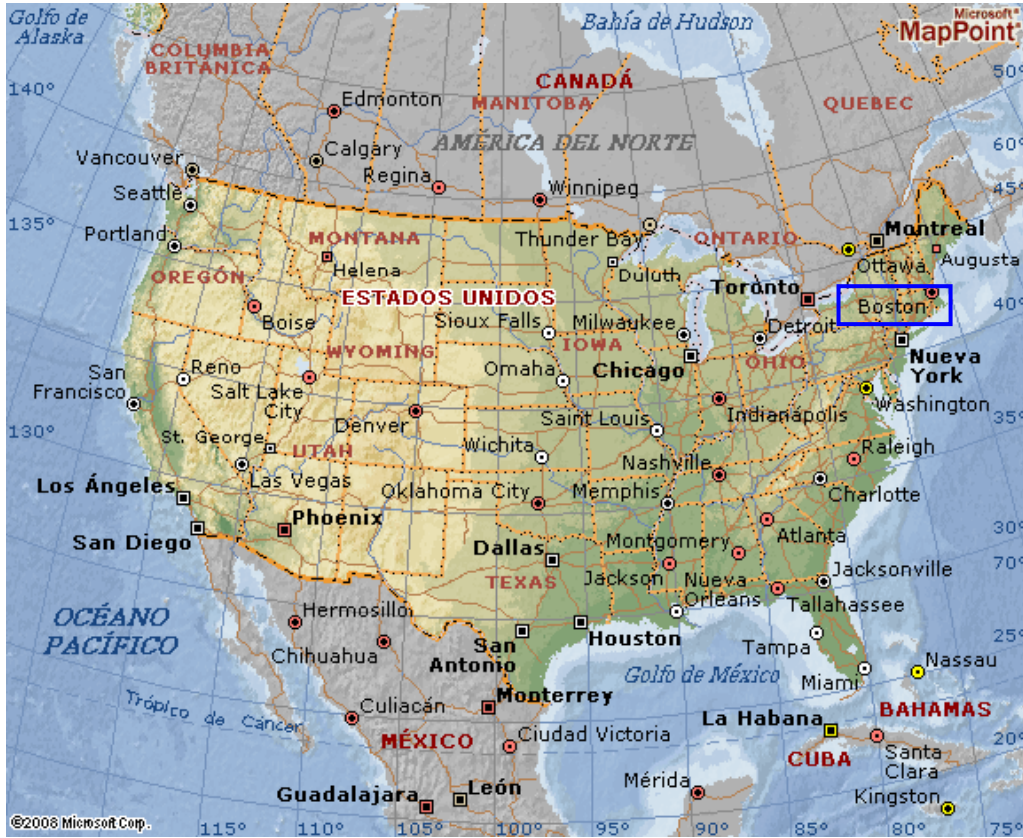 Golfo de
Alaska
Bahía de Hudson
Microsoft®
MapPoint®
COLUMBIA
BRITÁNICA
CANADÁ
50°
140°
Edmonton
MANITOBA
QUEBEC
AMÉRICA DEL NORTE
60°
Vancouver
Calgary
Regina
Winnipeg
45°
Seattle
135°
Portland
MONTANA
Thunder Bay
ONTARIO
Montreal
Helena
Duluth
Ottawa
Augusta
OREGÓN
ESTADOS UNIDOS
Toronto
40°
Boise
Sioux Falls
Milwaukee
Detroit
Boston
WYOMING
IOWA
Chicago
OHIO
Nueva
York
San
Francisco
Reno
Salt Lake
City
Omaha
Denver
Saint Louis
Indianápolis
Washington
35°
130°
St. George
UTAH
Wichita
Nashville
Raleigh
Las Vegas
Los Ángeles
Oklahoma City
Memphis
Charlotte
Phoenix
San Diego
Dallas
Montgomery
Atlanta
30°
TEXAS
Jackson
Nueva
Orleans
Jacksonville
Tallahassee
OCÉANO
PACÍFICO
Hermosillo
Chihuahua
San
Antonio
Houston
Tampa
25°
Golfo de México
Miami
Nassau
Trópico de Cáncer
Culiacán
Monterrey
La Habana
BAHAMAS
MÉXICO
Ciudad Victoria
CUBA
Santa
Clara
20°
Guadalajara
León
Mérida
Kingston
©2008 Microsoft Corp.
115°
110°
105°
100°
95°
90°
85°
80°
75°